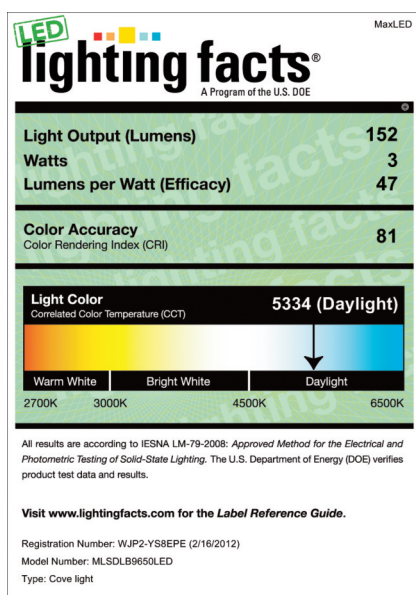 MaxLED
LED
lighting facts®
A Program of the U.S. DOE
Light Output (Lumens) 152
Watts 3
Lumens per Watt (Efficacy) 47
Color Accuracy
Color Rendering Index (CRI) 81
Light Color
Correlated Color Temperature (CCT) 5334 (Daylight)
Warm White Bright White Daylight
2700K 3000K 4500K 6500K
All results are according to IESNA LM-79-2008: Approved Method for the Electrical and
Photometric Testing of Solid-State Lighting. The U.S. Department of Energy (DOE) verifies
product test data and results.
Visit www.lightingfacts.com for the Label Reference Guide.
Registration Number: WJP2-YS8EPE (2/16/2012)
Model Number: MLSDLB9650LED
Type: Cove light